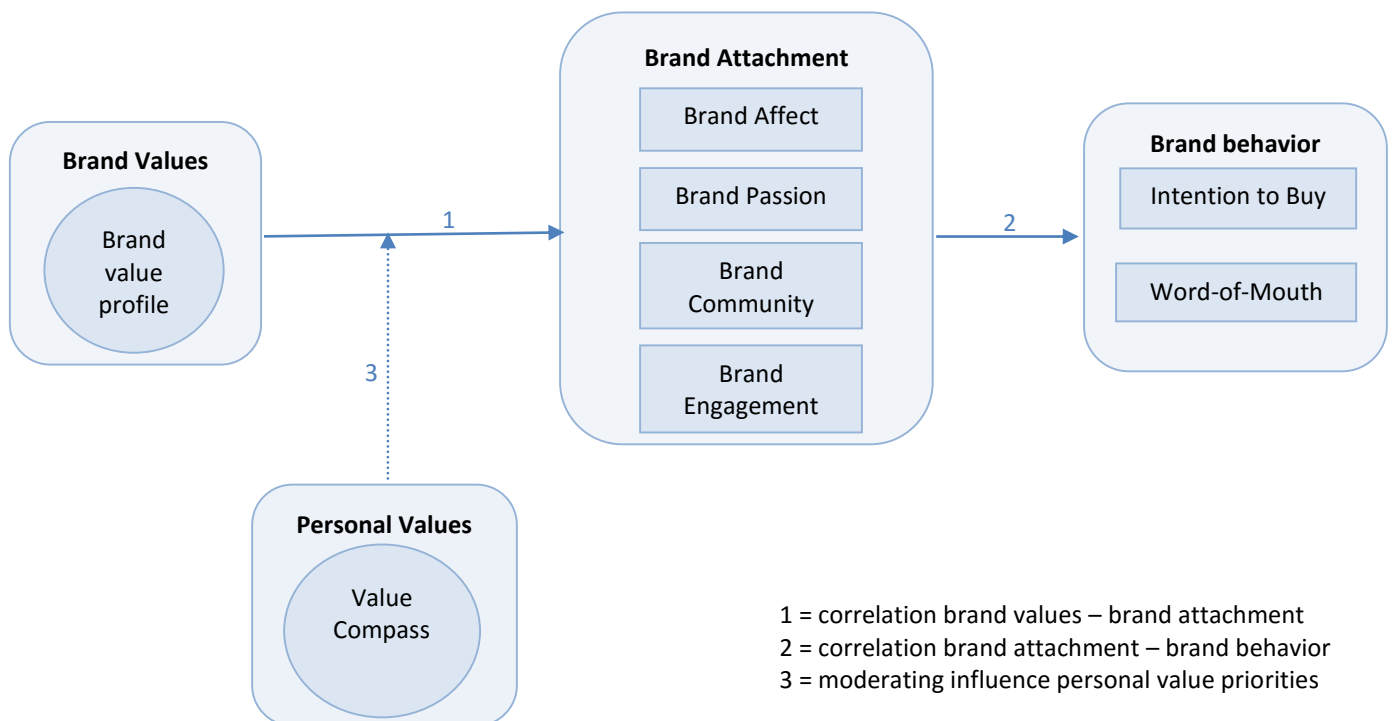 Brand Values
Brand
value
profile
1
3
Personal Values
Value
Compass
Brand Attachment
Brand Affect
Brand Passion
Brand
Community
Brand
Engagement
2
Brand behavior
Intention to Buy
Word-of-Mouth
1 = correlation brand values – brand attachment
2 = correlation brand attachment – brand behavior
3 = moderating influence personal value priorities